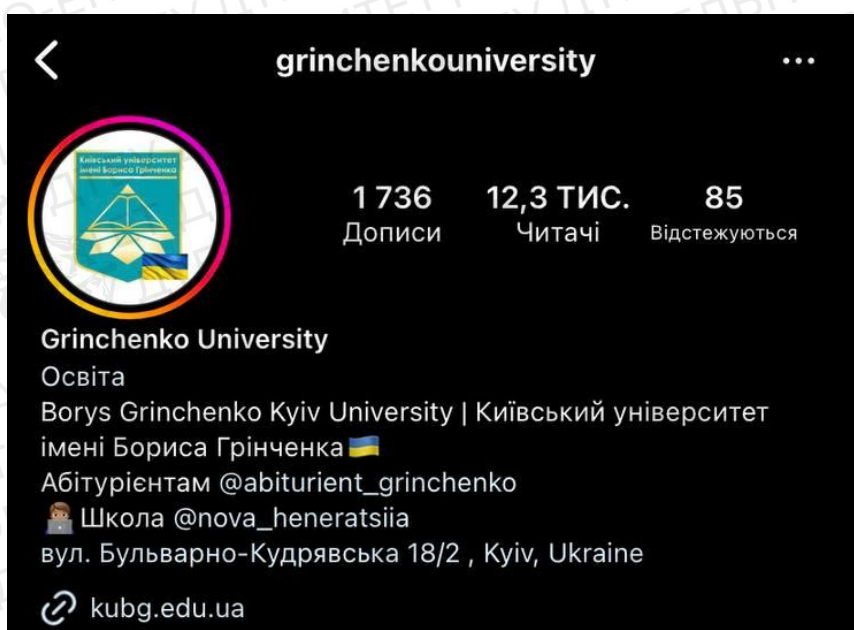 grinchenkouniversity
Київський університет
імені Бориса Грінченка
1 736
Дописи
12,3 ТИС.
Читачі
85
Відстежуються
Grinchenko University
Освіта
Borys Grinchenko Kyiv University | Київський університет
імені Бориса Грінченка🇺🇦
Абітурієнтам @abiturient_grinchenko
👨🏽‍💻 Школа @nova_heneratsiia
вул. Бульварно-Кудрявська 18/2 , Kyiv, Ukraine
kubg.edu.ua